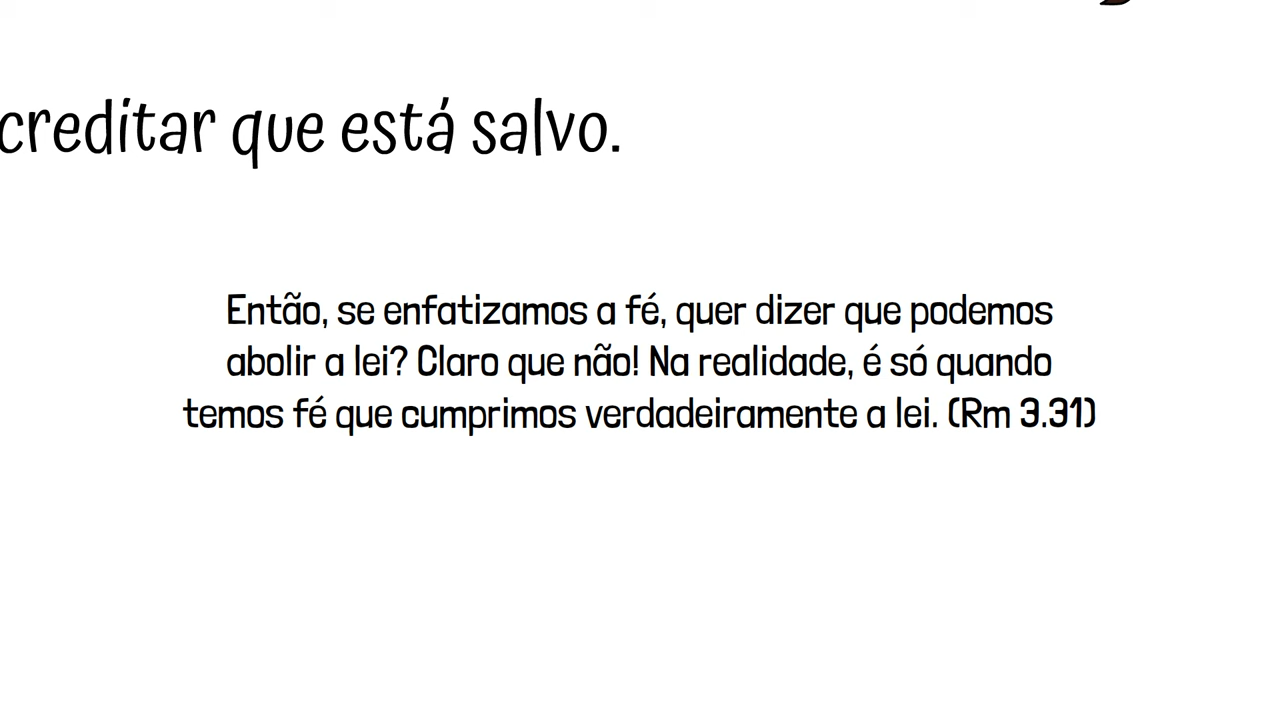 creditar que está salvo.
Então, se enfatizamos a fé, quer dizer que podemos
abolir a lei? Claro que não! Na realidade, é só quando
temos fé que cumprimos verdadeiramente a lei. (Rm 3.31)